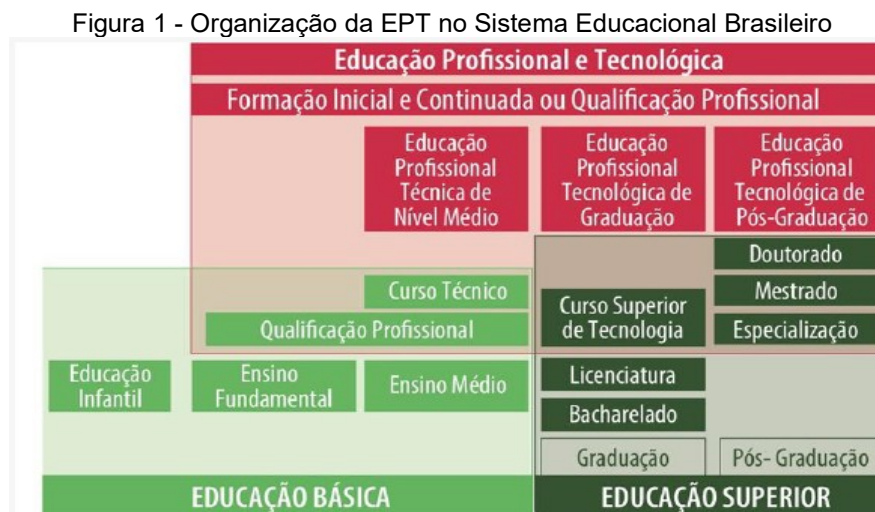 Figura 1 - Organização da EPT no Sistema Educacional Brasileiro
Educação Profissional e Tecnológica
Formação Inicial e Continuada ou Qualificação Profissional
Educação
Profissional
Técnica de
Nível Médio
Educação
Profissional
Tecnológica de
Graduação
Educação
Profissional
Tecnológica de
Pós-Graduação
Doutorado
Curso Técnico
Mestrado
Curso Superior
de Tecnologia
Qualificação Profissional
Especialização
Educação
Infantil
Ensino
Fundamental
Ensino Médio
Licenciatura
Bacharelado
Graduação
Pós- Graduação
EDUCAÇÃO BÁSICA
EDUCAÇÃO SUPERIOR